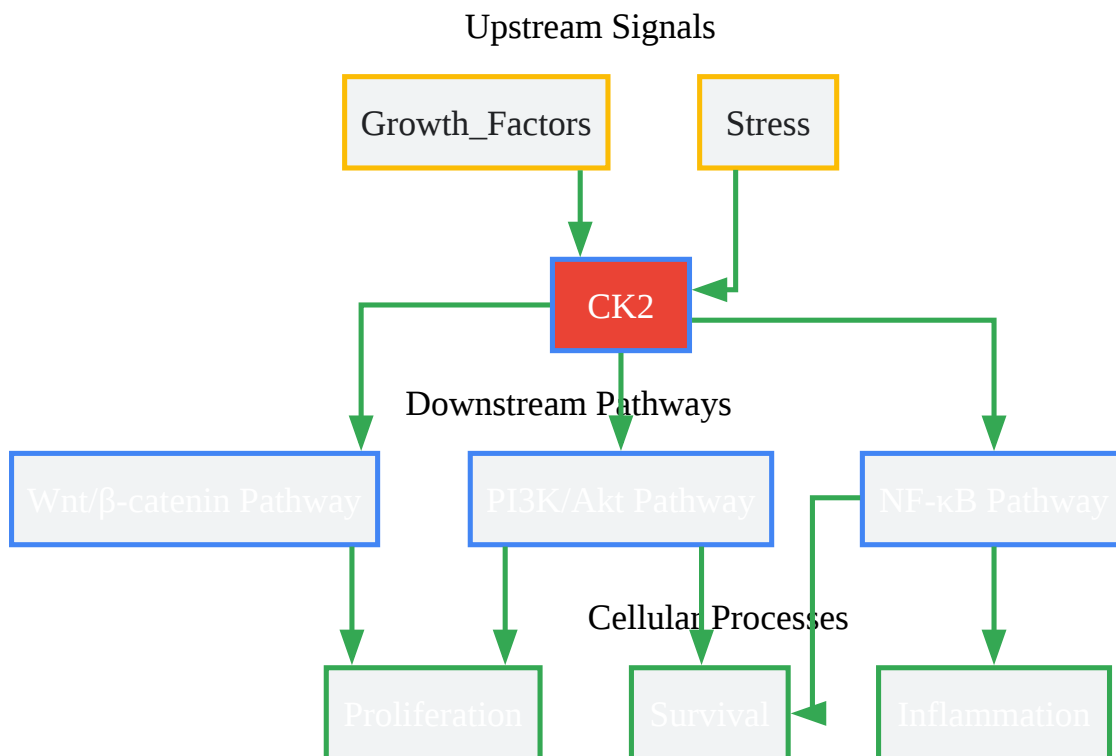 Upstream Signals
Growth_Factors
Stress
CK2
Downstream Pathways
Wnt/β-catenin Pathway
PI3K/Akt Pathway
NF-κB Pathway
Cellular Processes
Proliferation
Survival
Inflammation